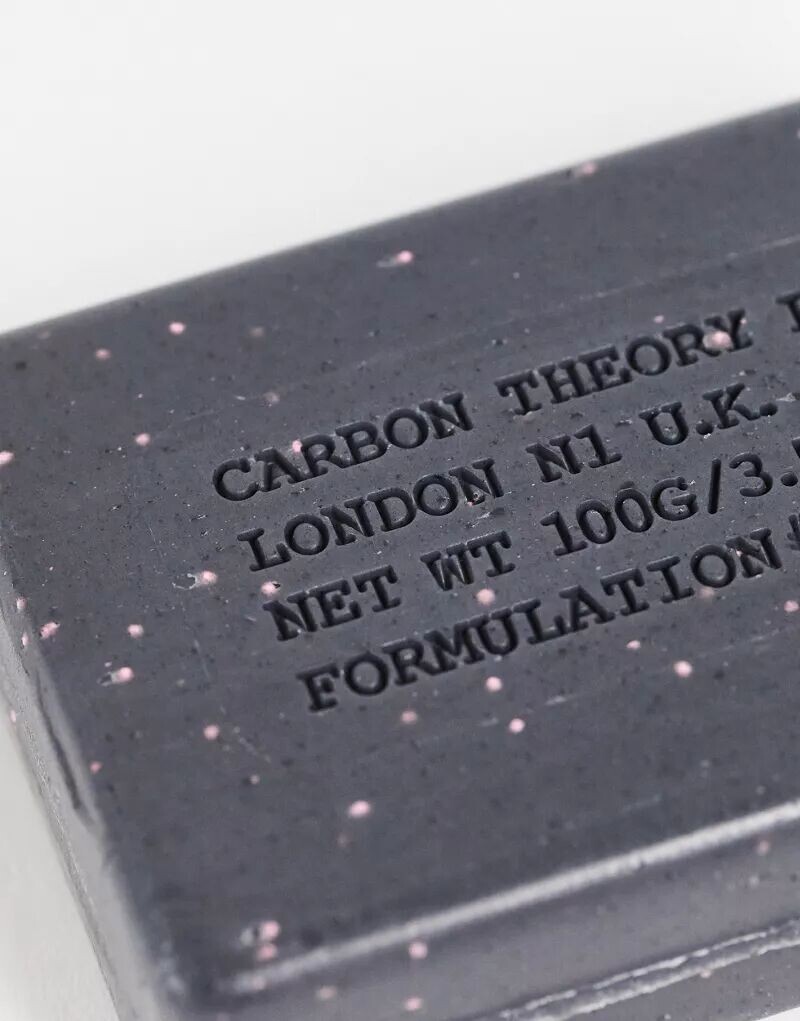 CARBON THEORY
LONDON N1 U.K.
NET WT 100G/3.
FORMULATION